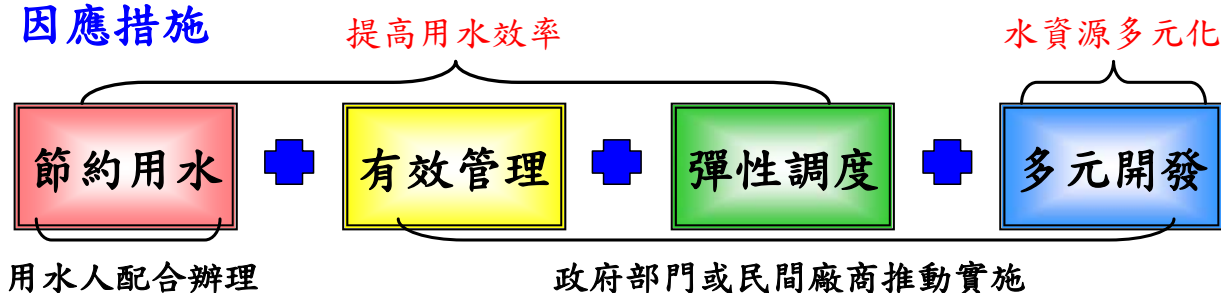 因應措施
提高用水效率
水資源多元化
節約用水
有效管理
彈性調度
多元開發
用水人配合辦理
政府部門或民間廠商推動實施